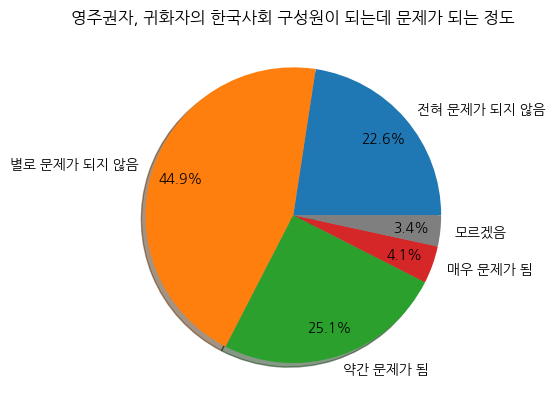 영주권자, 귀화자의 한국사회 구성원이 되는데 문제가 되는 정도
전혀 문제가 되지 않음
22.6%
별로 문제가 되지 않음
44.9%
3.4%
모르겠음
4.1%
매우 문제가 됨
25.1%
약간 문제가 됨